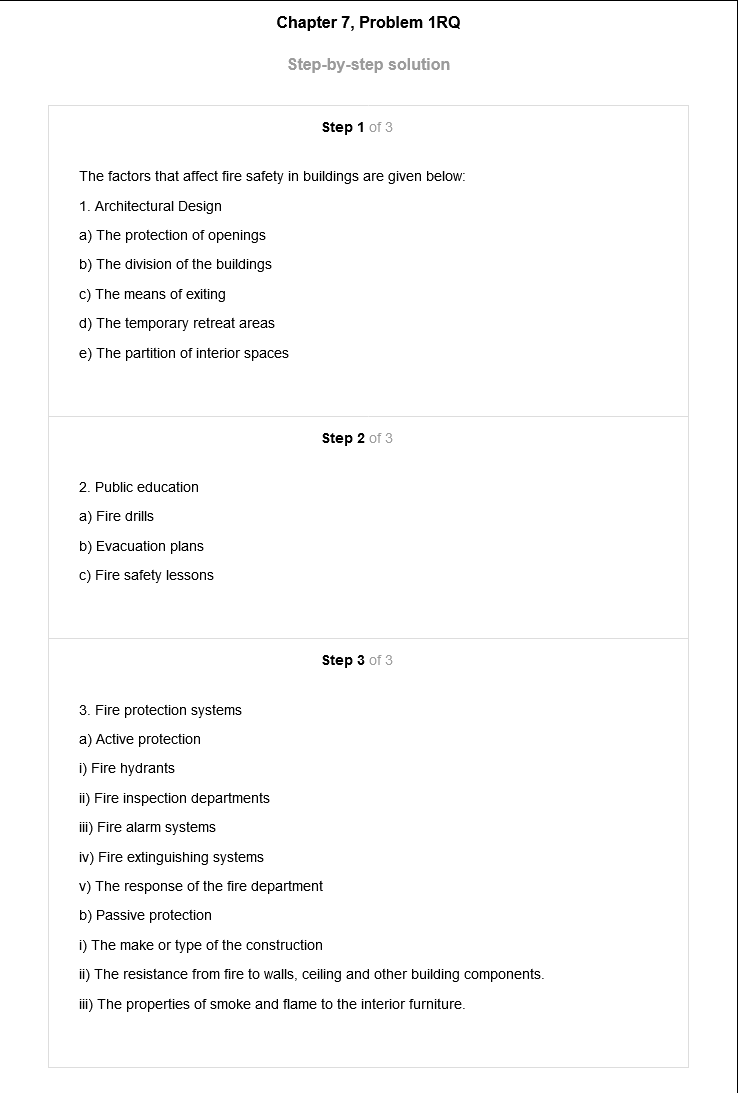 Chapter 7, Problem 1RQ
Step-by-step solution
Step 1 of 3
The factors that affect fire safety in buildings are given below:
1. Architectural Design
a) The protection of openings
b) The division of the buildings
c) The means of exiting
d) The temporary retreat areas
e) The partition of interior spaces
Step 2 of 3
2. Public education
a) Fire drills
b) Evacuation plans
c) Fire safety lessons
Step 3 of 3
3. Fire protection systems
a) Active protection
i) Fire hydrants
ii) Fire inspection departments
iii) Fire alarm systems
iv) Fire extinguishing systems
v) The response of the fire department
b) Passive protection
i) The make or type of the construction
ii) The resistance from fire to walls, ceiling and other building components.
iii) The properties of smoke and flame to the interior furniture.